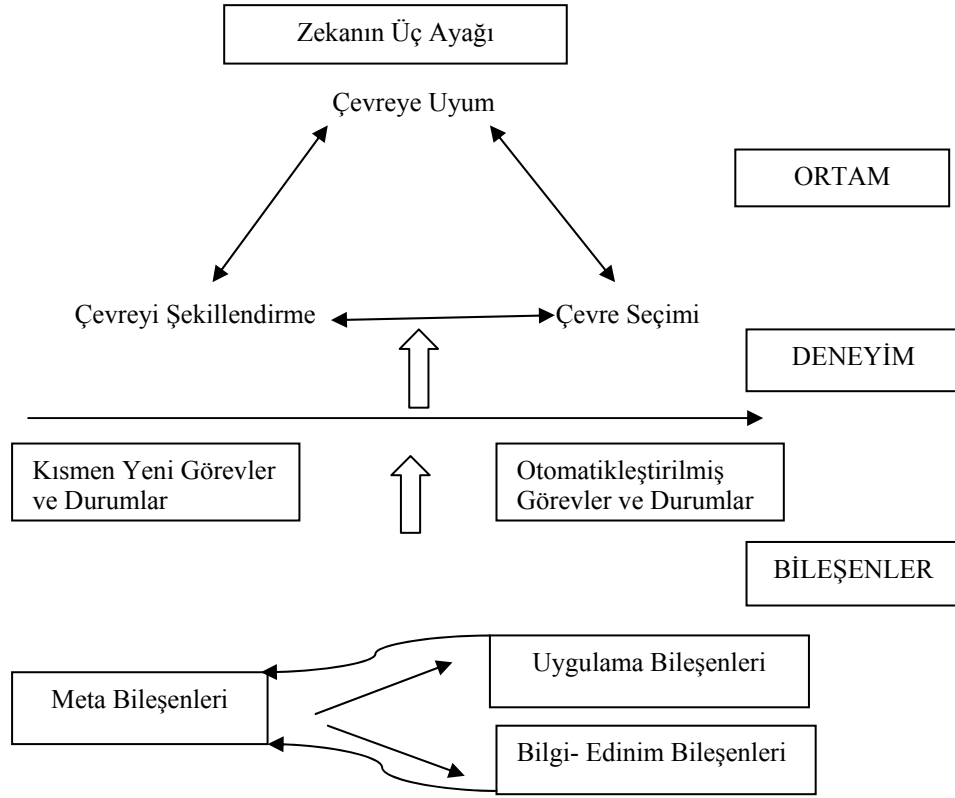 Zekanın Üç Ayağı
Çevreye Uyum
ORTAM
Çevreyi Şekillendirme
Çevre Seçimi
DENEYİM
Kısmen Yeni Görevler
ve Durumlar
Otomatikleştirilmiş
Görevler ve Durumlar
BİLEŞENLER
Uygulama Bileşenleri
Meta Bileşenleri
Bilgi- Edinim Bileşenleri